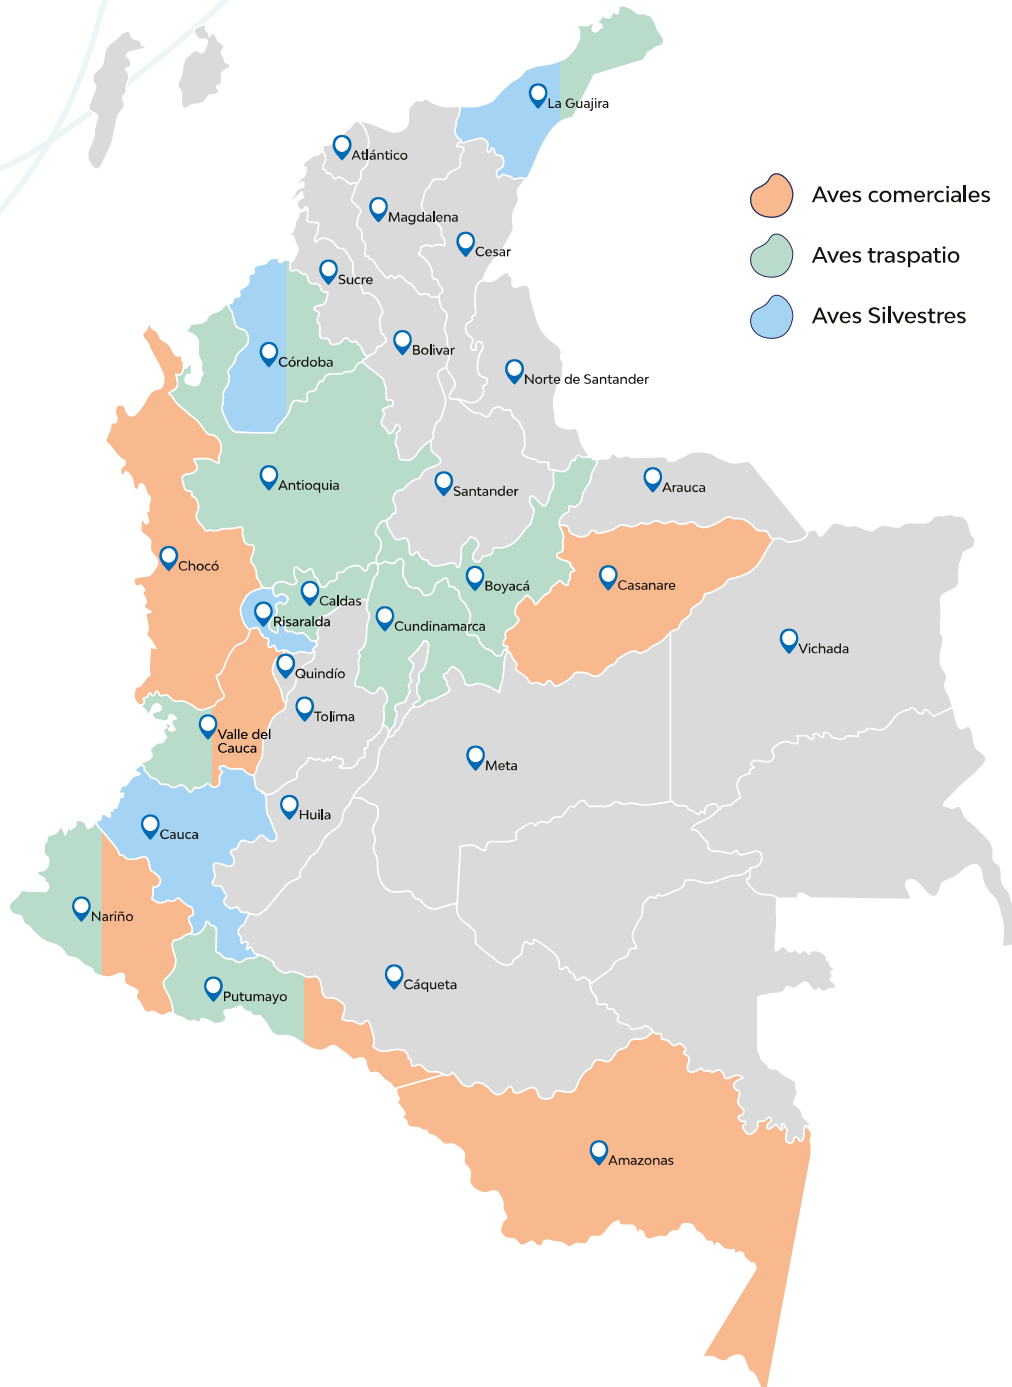 La Guajira
Atlántico
Magdalena
Cesar
Sucre
Bolivar
Córdoba
Norte de Santander
Aves comerciales
Aves traspatio
Aves Silvestres
Antioquia
Santander
Arauca
Chocó
Caldas
Boyacá
Casanare
Risaralda
Cundinamarca
Vichada
Quindío
Tolima
Valle del
Cauca
Meta
Huila
Cauca
Nariño
Putumayo
Cáqueta
Amazonas